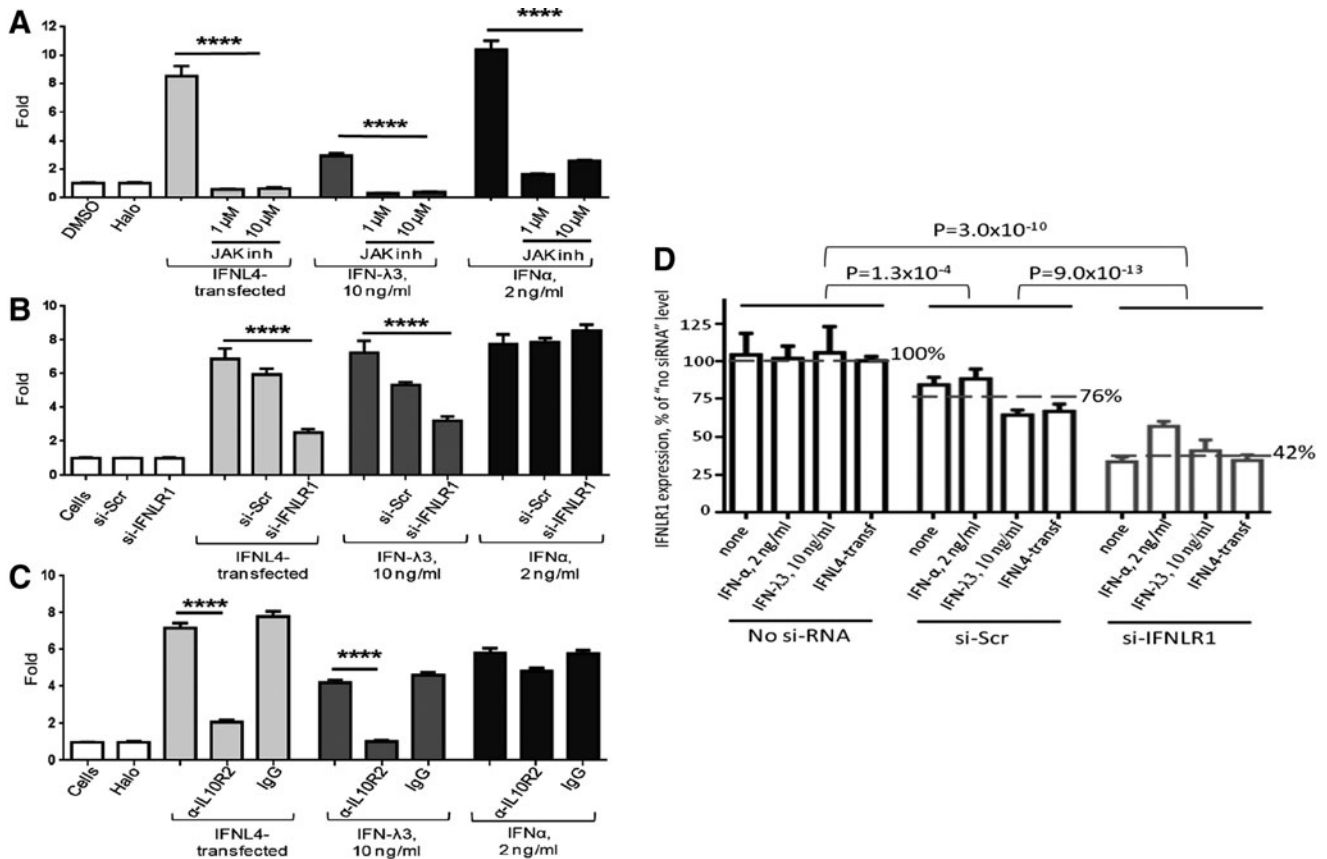 A
Fold
12
10
8
6
4
2
0
****
****
****
DMSO
Halo
1 µM
10 µM
1 µM
10 µM
1 µM
10 µM
JAK inh
JAK inh
JAK inh
IFNL4-
transfected
IFN-λ3,
10 ng/ml
IFNα,
2 ng/ml
B
Fold
10
8
6
4
2
0
****
****
Cells
si-Scr
si-IFNLR1
si-Scr
si-IFNLR1
si-Scr
si-IFNLR1
si-Scr
si-IFNLR1
IFNL4-
transfected
IFN-λ3,
10 ng/ml
IFNα,
2 ng/ml
C
Fold
10
8
6
4
2
0
****
****
Cells
Halo
α-IL10R2
IgG
α-IL10R2
IgG
α-IL10R2
IgG
IFNL4-
transfected
IFN-λ3,
10 ng/ml
IFNα,
2 ng/ml
D
P=3.0x10⁻¹⁰
P=1.3x10⁻⁴
P=9.0x10⁻¹³
IFNLR1 expression, % of “no siRNA” level
125
100
75
50
25
0
100%
76%
42%
none
IFN-α, 2 ng/ml
IFN-λ3, 10 ng/ml
IFNL4-transf
none
IFN-α, 2 ng/ml
IFN-λ3, 10 ng/ml
IFNL4-transf
none
IFN-α, 2 ng/ml
IFN-λ3, 10 ng/ml
IFNL4-transf
No si-RNA
si-Scr
si-IFNLR1